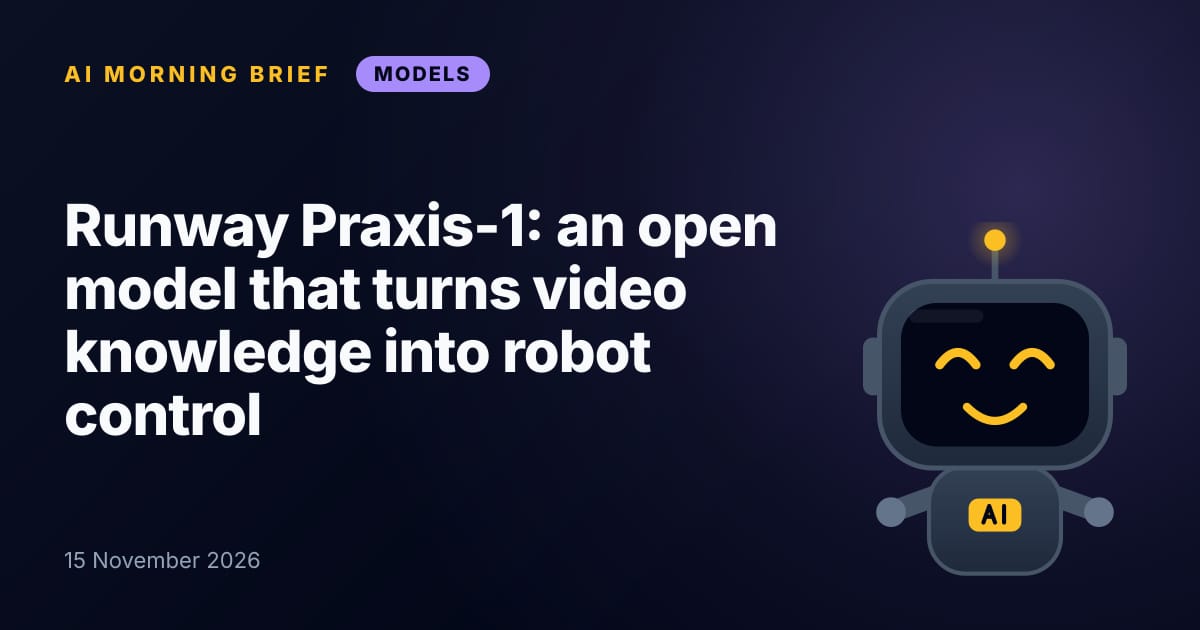 AI MORNING BRIEF
MODELS
Runway Praxis-1: an open
model that turns video
knowledge into robot
control
AI
15 November 2026